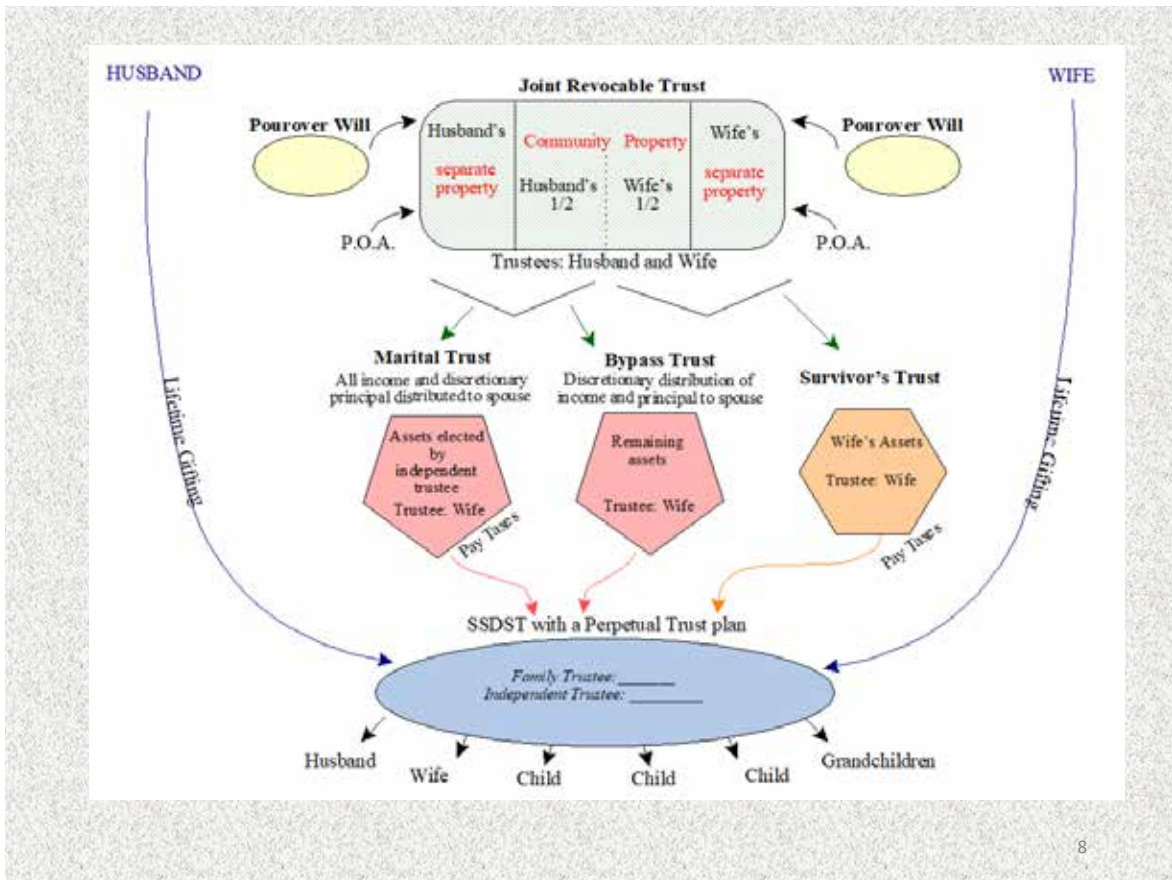 HUSBAND
WIFE
Joint Revocable Trust
Pourover Will
Pourover Will
Husband's
separate
property
Community Property
Husband's
1/2
Wife's
1/2
Wife's
separate
property
P.O.A.
P.O.A.
Trustees: Husband and Wife
Marital Trust
All income and discretionary
principal distributed to spouse
Assets elected
by
independent
trustee
Trustee: Wife
Pay Taxes
Bypass Trust
Discretionary distribution of
income and principal to spouse
Remaining
assets
Trustee: Wife
Survivor's Trust
Wife's Assets
Trustee: Wife
Pay Taxes
Lifetime Gifting
Lifetime Gifting
SSDST with a Perpetual Trust plan
Family Trustee: ______
Independent Trustee: ________
Husband
Wife
Child
Child
Child
Grandchildren
8